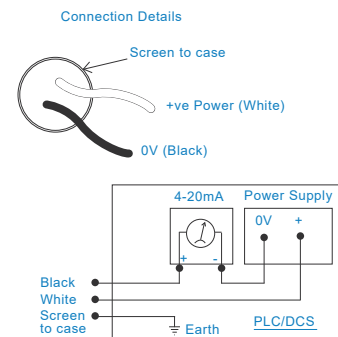 Connection Details
Screen to case
+ve Power (White)
0V (Black)
4-20mA Power Supply
0V +
+ -
Black
White
Screen
to case
Earth
PLC/DCS